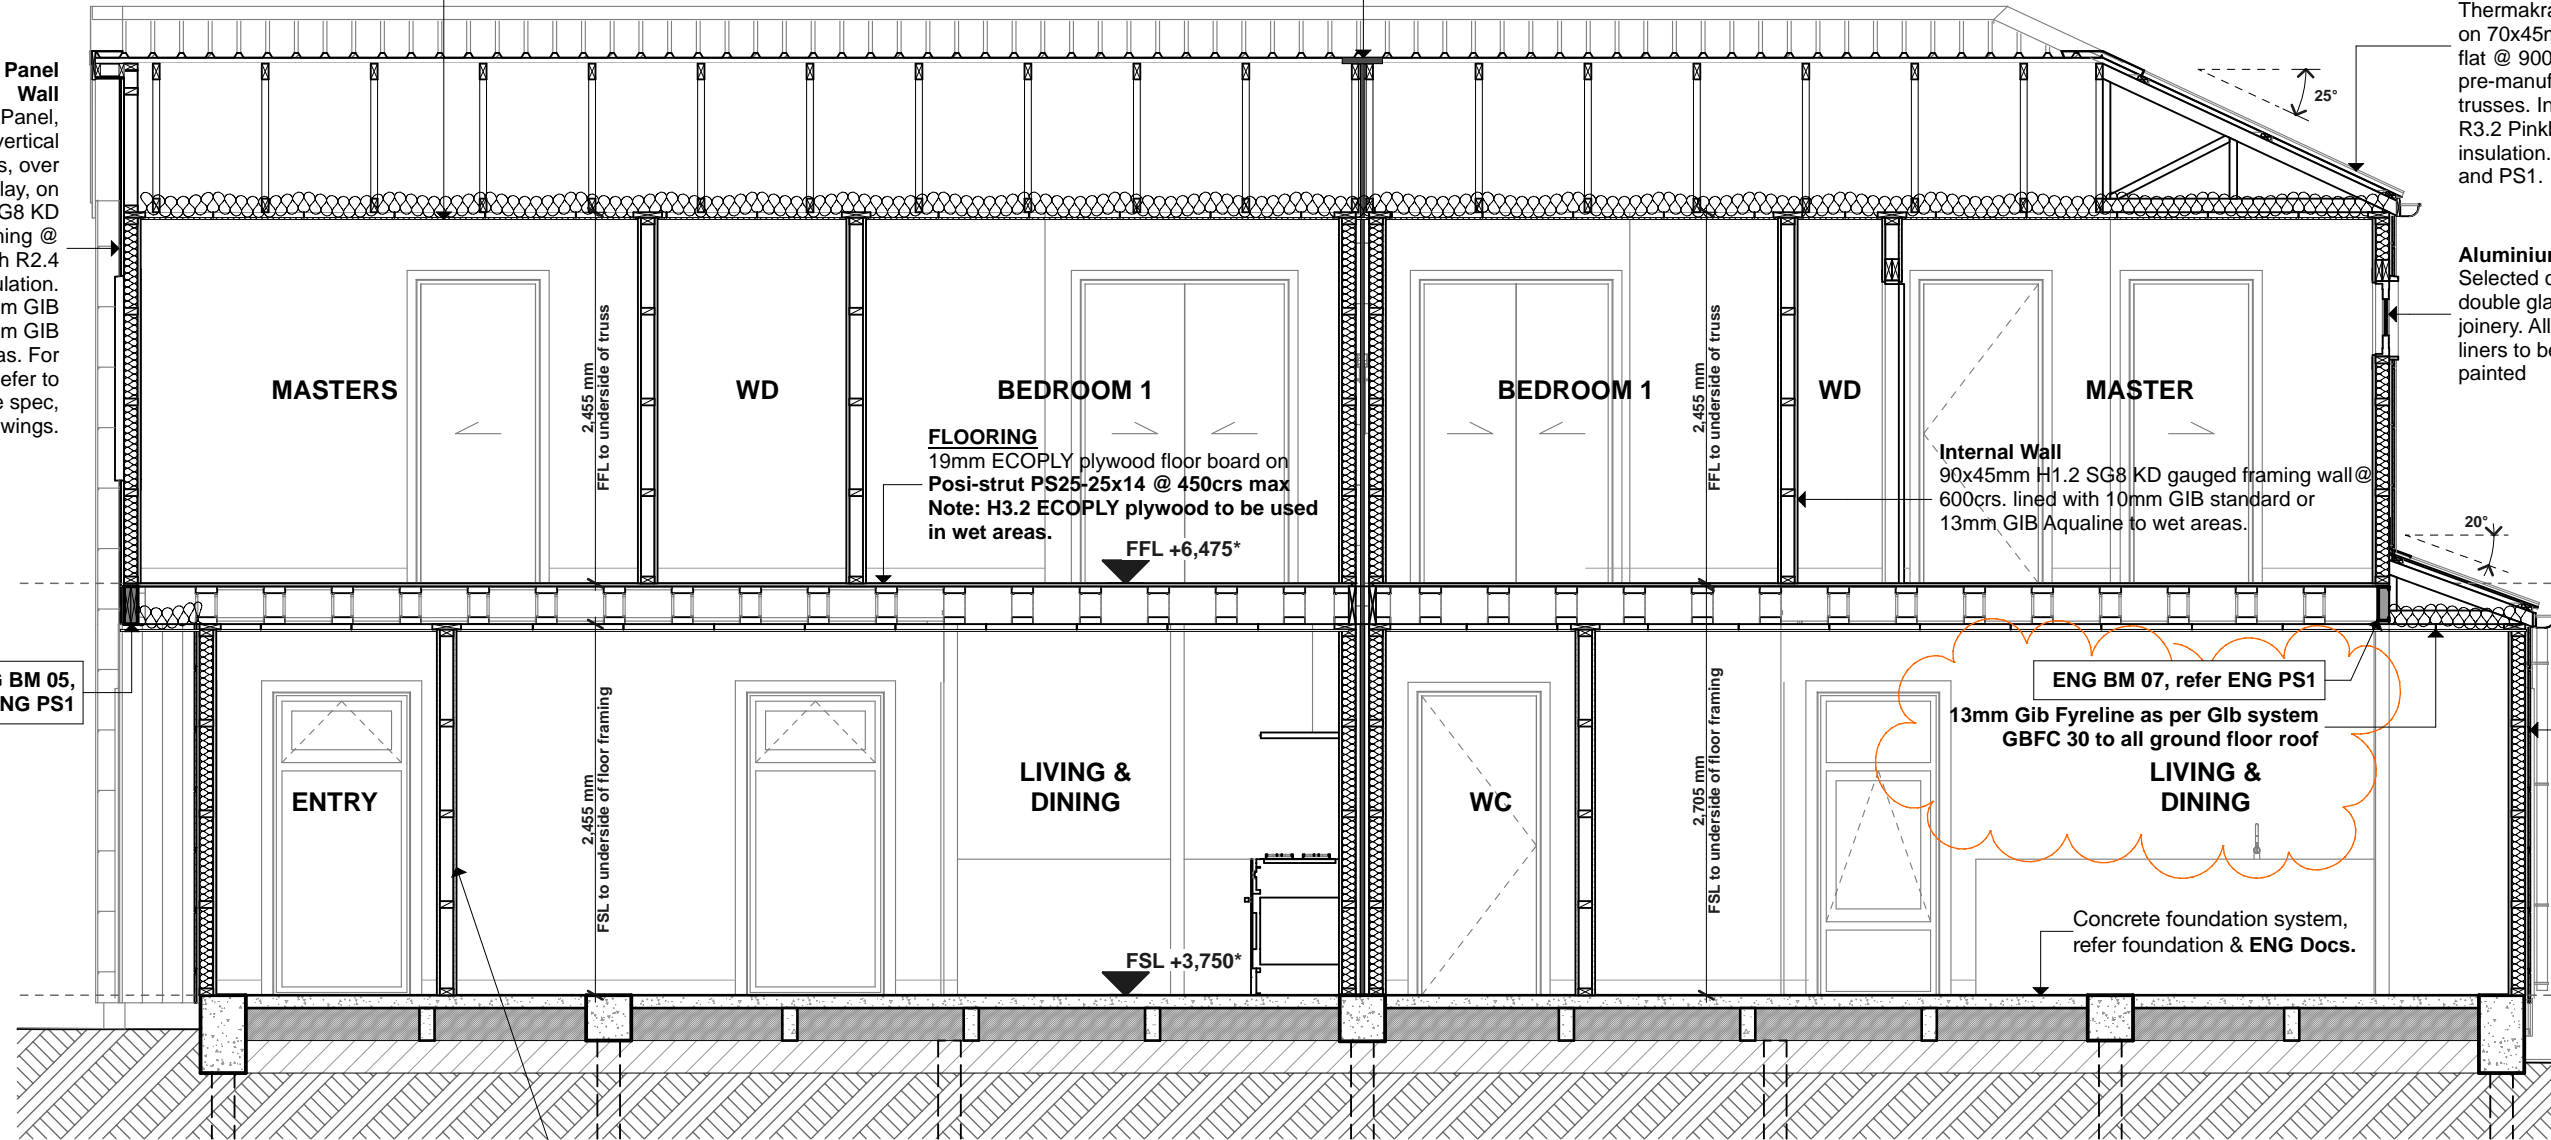 Panel
Wall
Panel,
vertical
s, over
lay, on
SG8 KD
ning @
h R2.4
ulation.
m GIB
m GIB
as. For
efer to
e spec,
wings.
BM 05,
NG PS1
Thermakra
on 70x45m
flat @ 900
pre-manuf
trusses. In
R3.2 Pink
insulation.
and PS1.
25°
Aluminiu
Selected d
double gla
joinery. All
liners to be
painted
MASTERS
2,455 mm
FFL to underside of truss
WD
BEDROOM 1
BEDROOM 1
2,455 mm
FFL to underside of truss
WD
MASTER
FLOORING
19mm ECOPLY plywood floor board on
Posi-strut PS25-25x14 @ 450crs max
Note: H3.2 ECOPLY plywood to be used
in wet areas.
FFL +6,475*
Internal Wall
90x45mm H1.2 SG8 KD gauged framing wall@
600crs. lined with 10mm GIB standard or
13mm GIB Aqualine to wet areas.
20°
ENTRY
2,455 mm
FSL to underside of floor framing
LIVING &
DINING
FSL +3,750*
WC
2,705 mm
FSL to underside of floor framing
ENG BM 07, refer ENG PS1
13mm Gib Fyreline as per GIb system
GBFC 30 to all ground floor roof
LIVING &
DINING
Concrete foundation system,
refer foundation & ENG Docs.